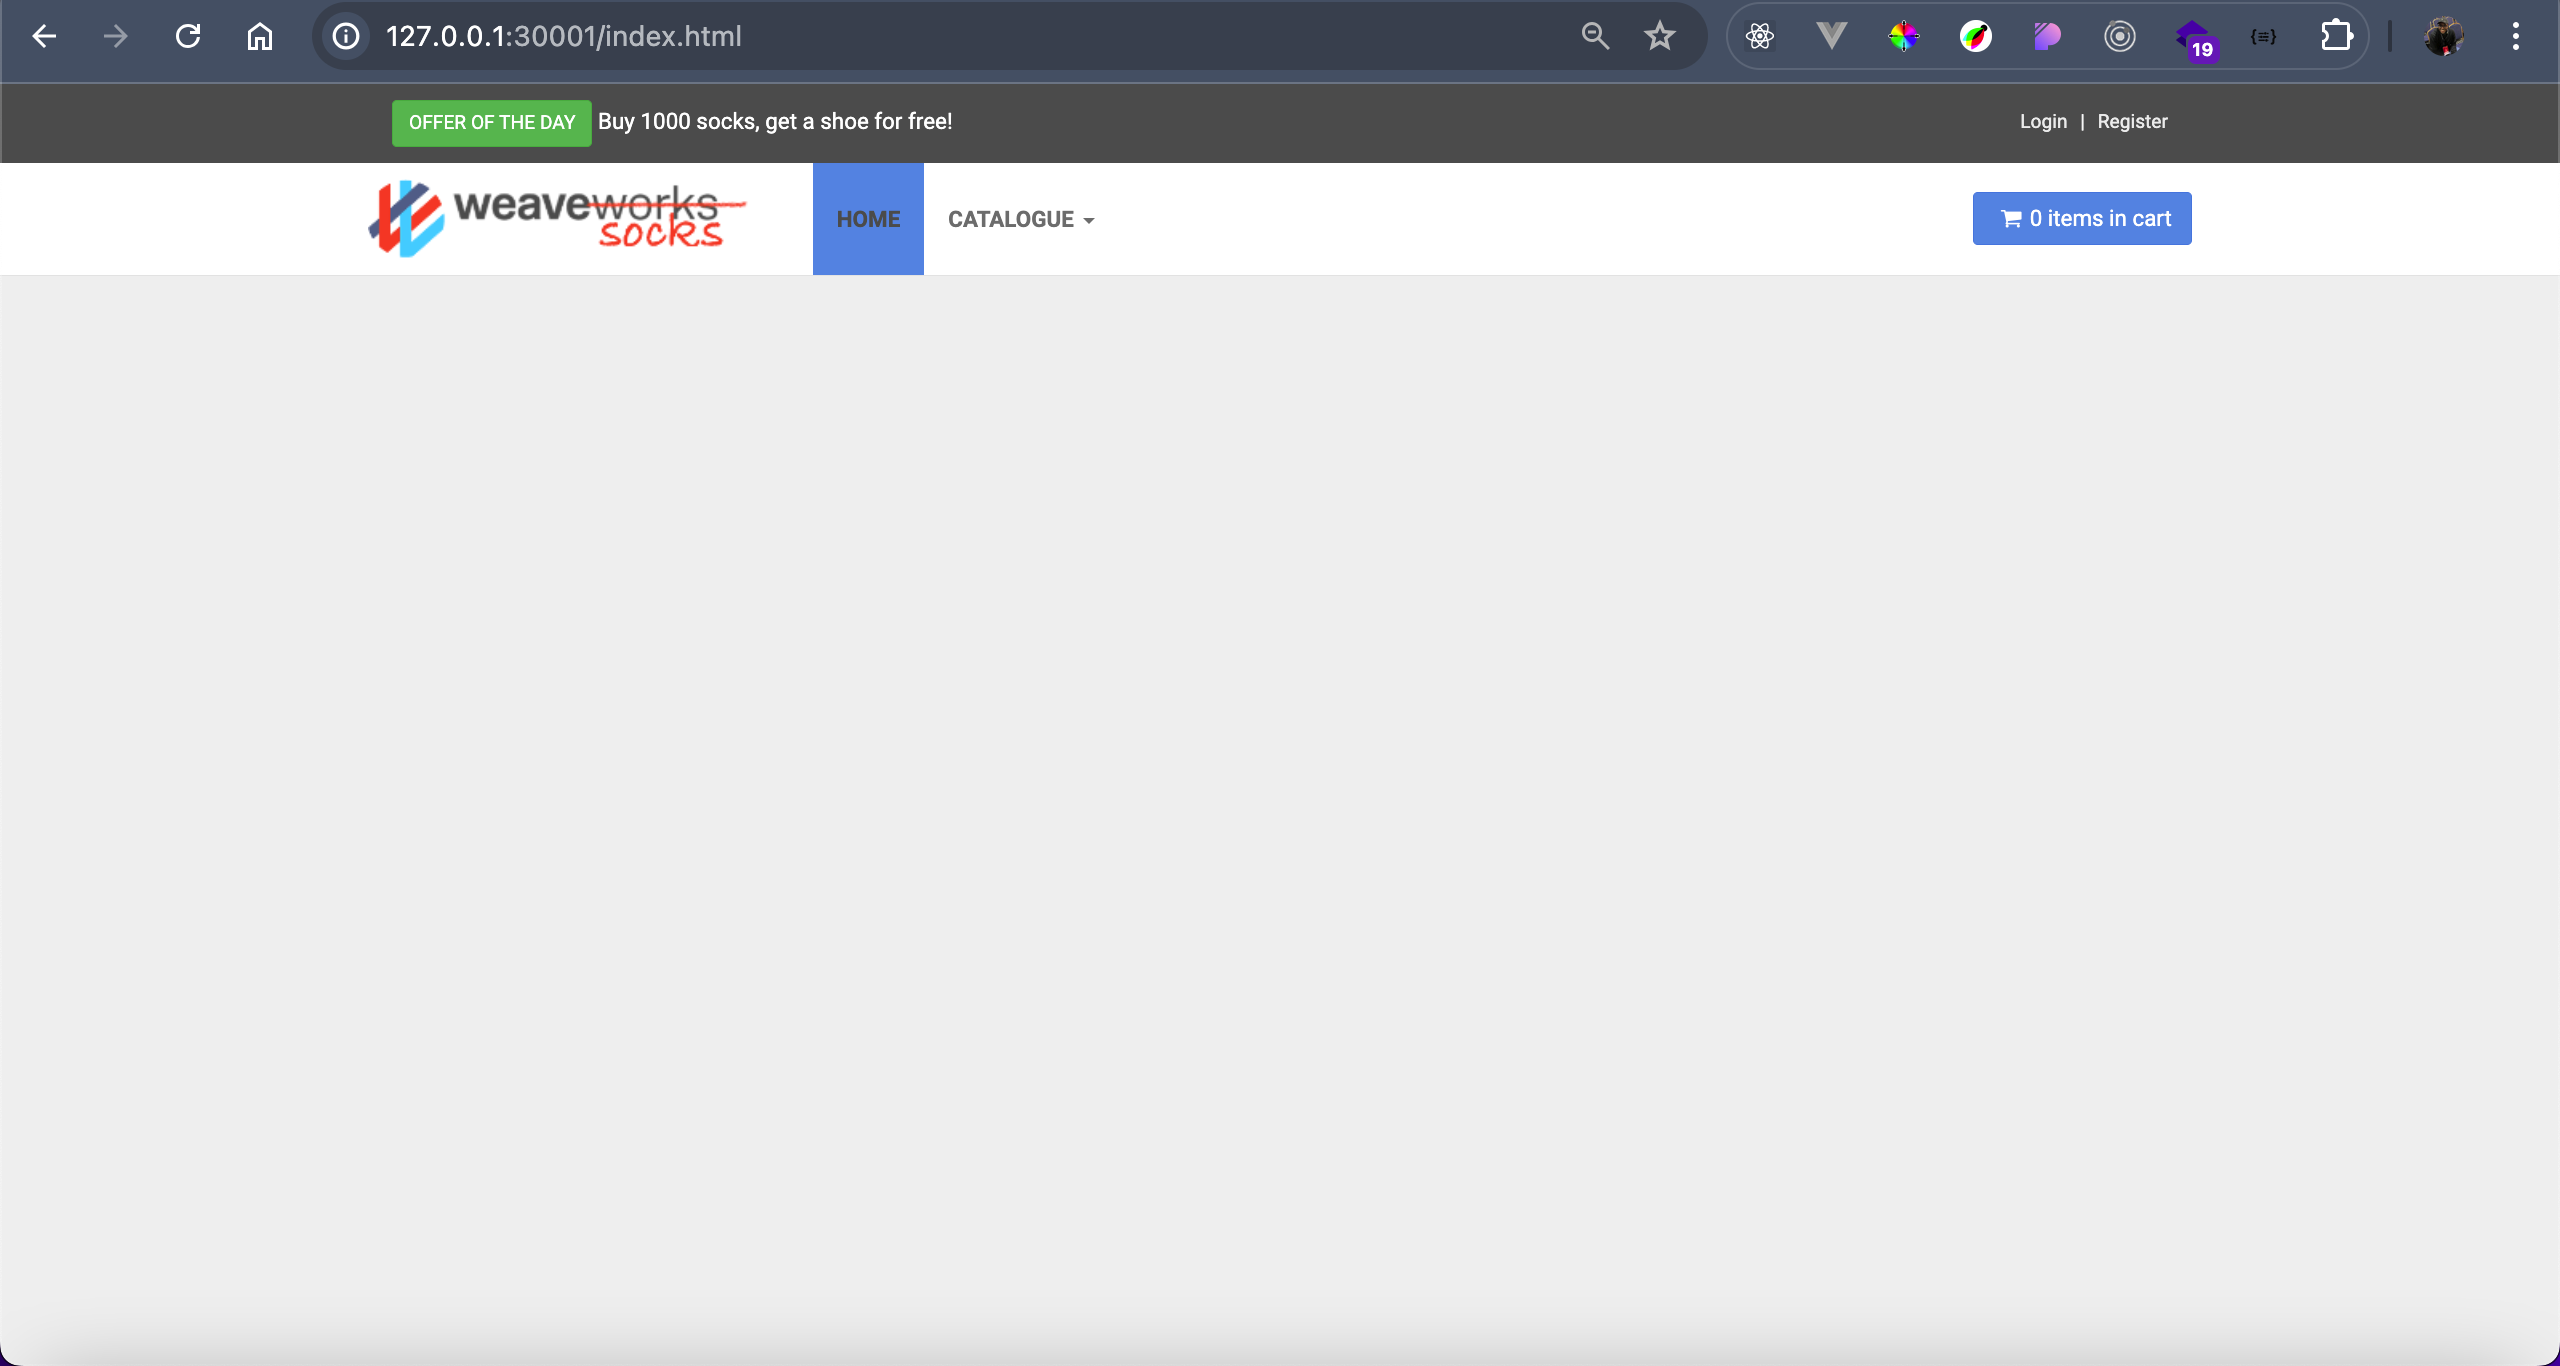 127.0.0.1:30001/index.html
19
OFFER OF THE DAY Buy 1000 socks, get a shoe for free!
Login | Register
weaveworks
socks
HOME
CATALOGUE
0 items in cart